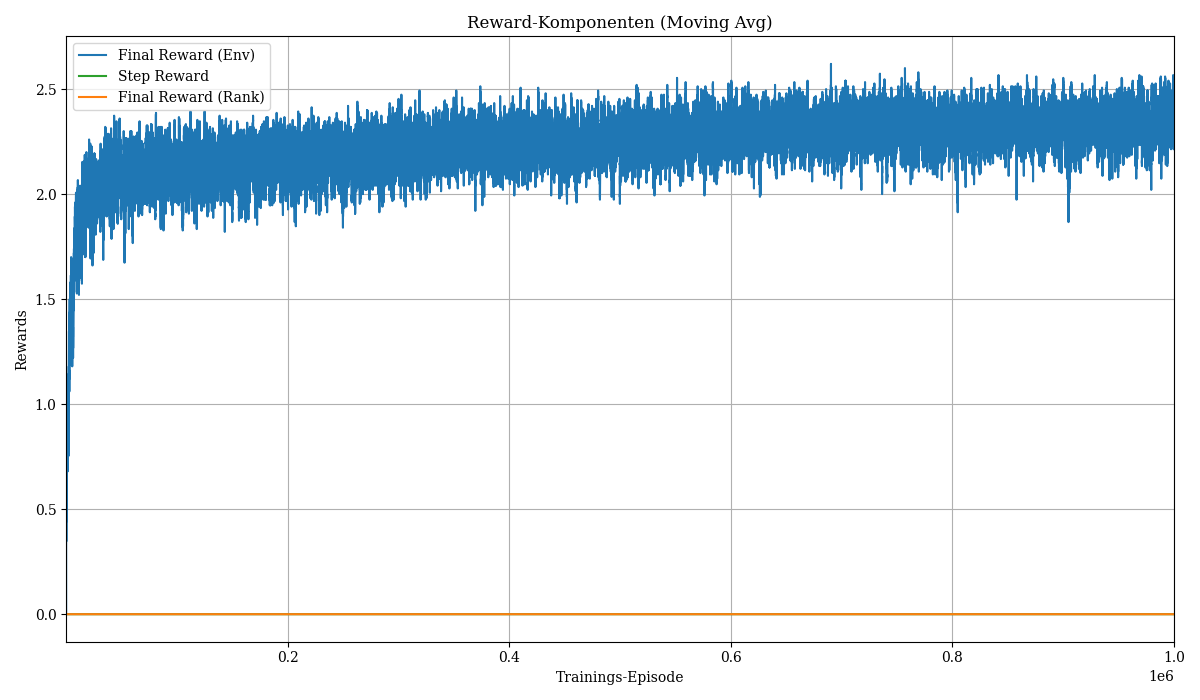 Reward-Komponenten (Moving Avg)
Final Reward (Env)
Step Reward
Final Reward (Rank)
Rewards
2.5
2.0
1.5
1.0
0.5
0.0
0.2
0.4
0.6
0.8
1.0
1e6
Trainings-Episode